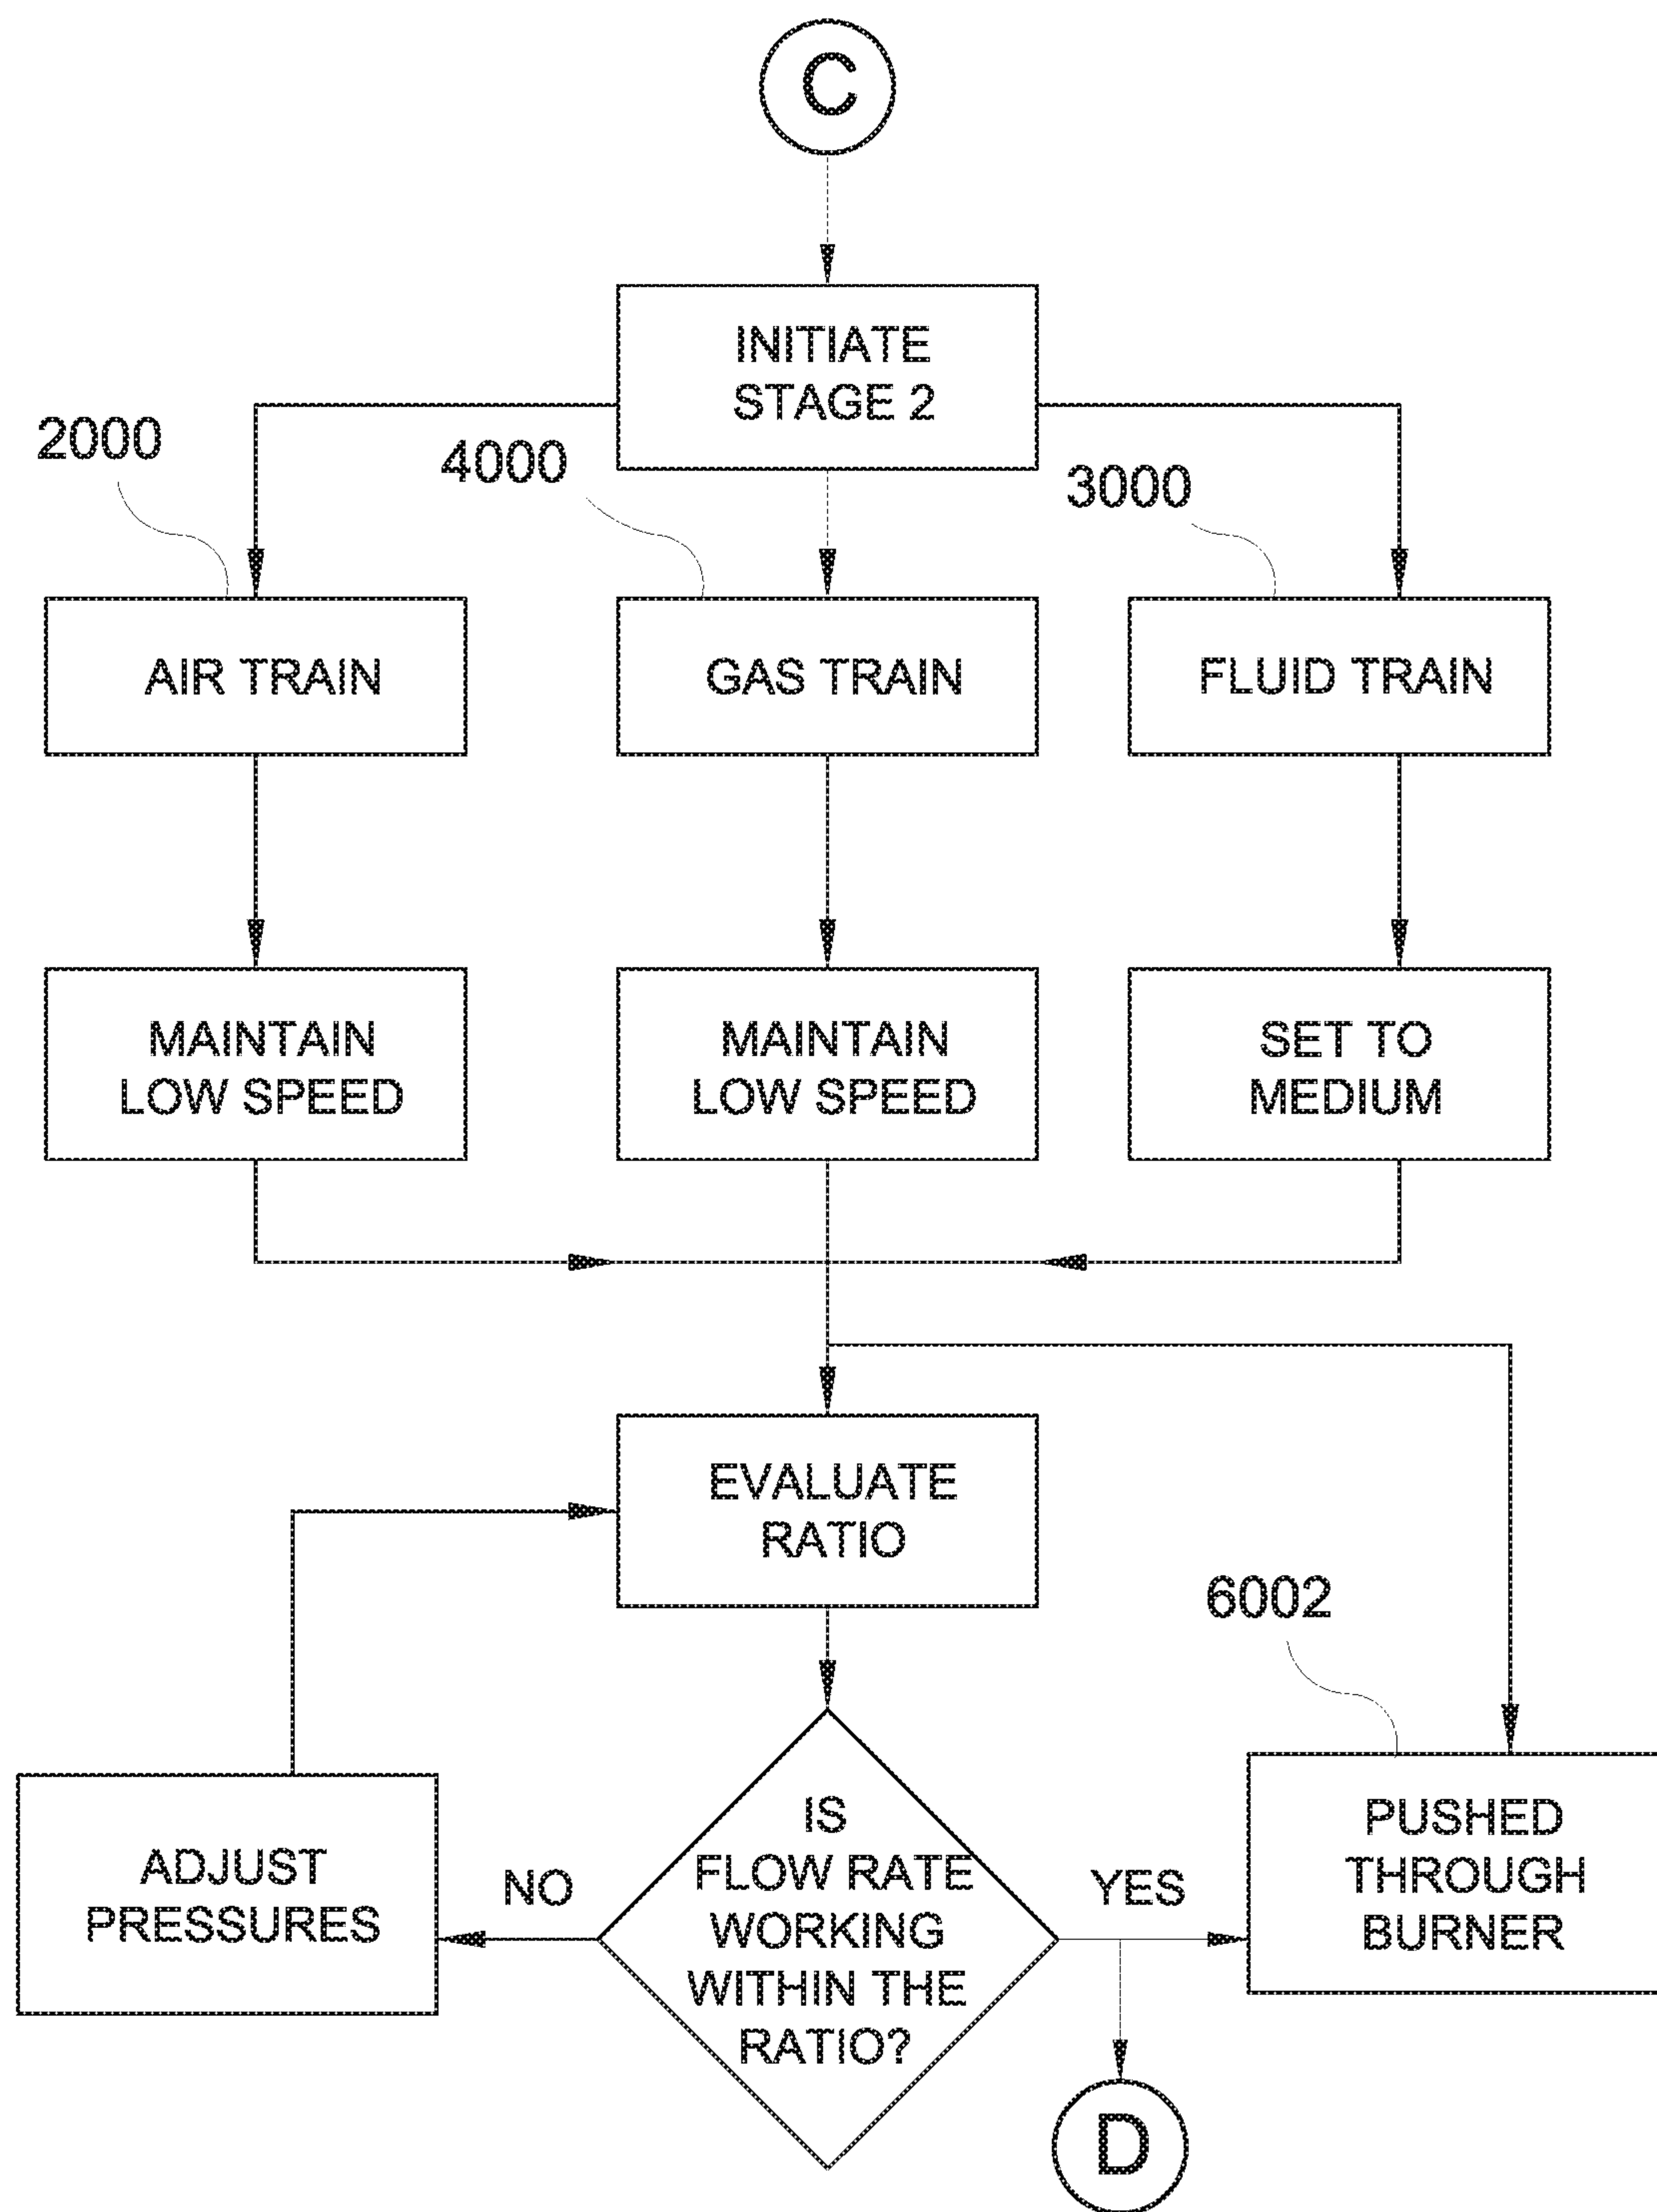 C
INITIATE
STAGE 2
2000
4000
3000
AIR TRAIN
GAS TRAIN
FLUID TRAIN
MAINTAIN
LOW SPEED
MAINTAIN
LOW SPEED
SET TO
MEDIUM
EVALUATE
RATIO
6002
ADJUST
PRESSURES
NO
IS
FLOW RATE
WORKING
WITHIN THE
RATIO?
YES
PUSHED
THROUGH
BURNER
D